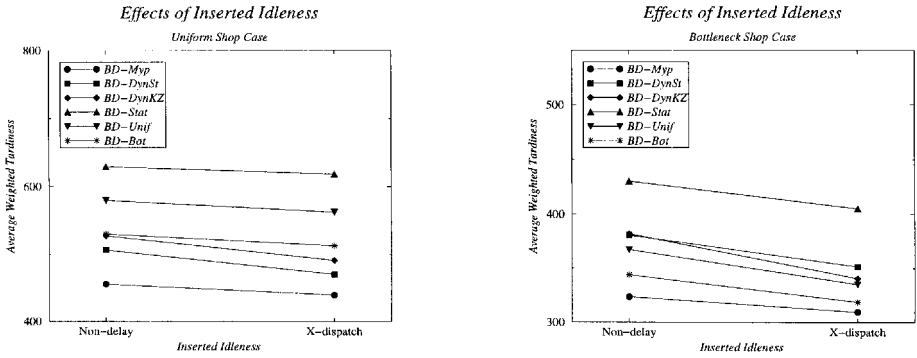 Effects of Inserted Idleness
Uniform Shop Case
800
BD-Myp
BD-DynSt
BD-DynKZ
BD-Stat
BD-Unif
BD-Bot
600
400
Average Weighted Tardiness
Non-delay
X-dispatch
Inserted Idleness
Effects of Inserted Idleness
Bottleneck Shop Case
500
BD-Myp
BD-DynSt
BD-DynKZ
BD-Stat
BD-Unif
BD-Bot
400
300
Average Weighted Tardiness
Non-delay
X-dispatch
Inserted Idleness